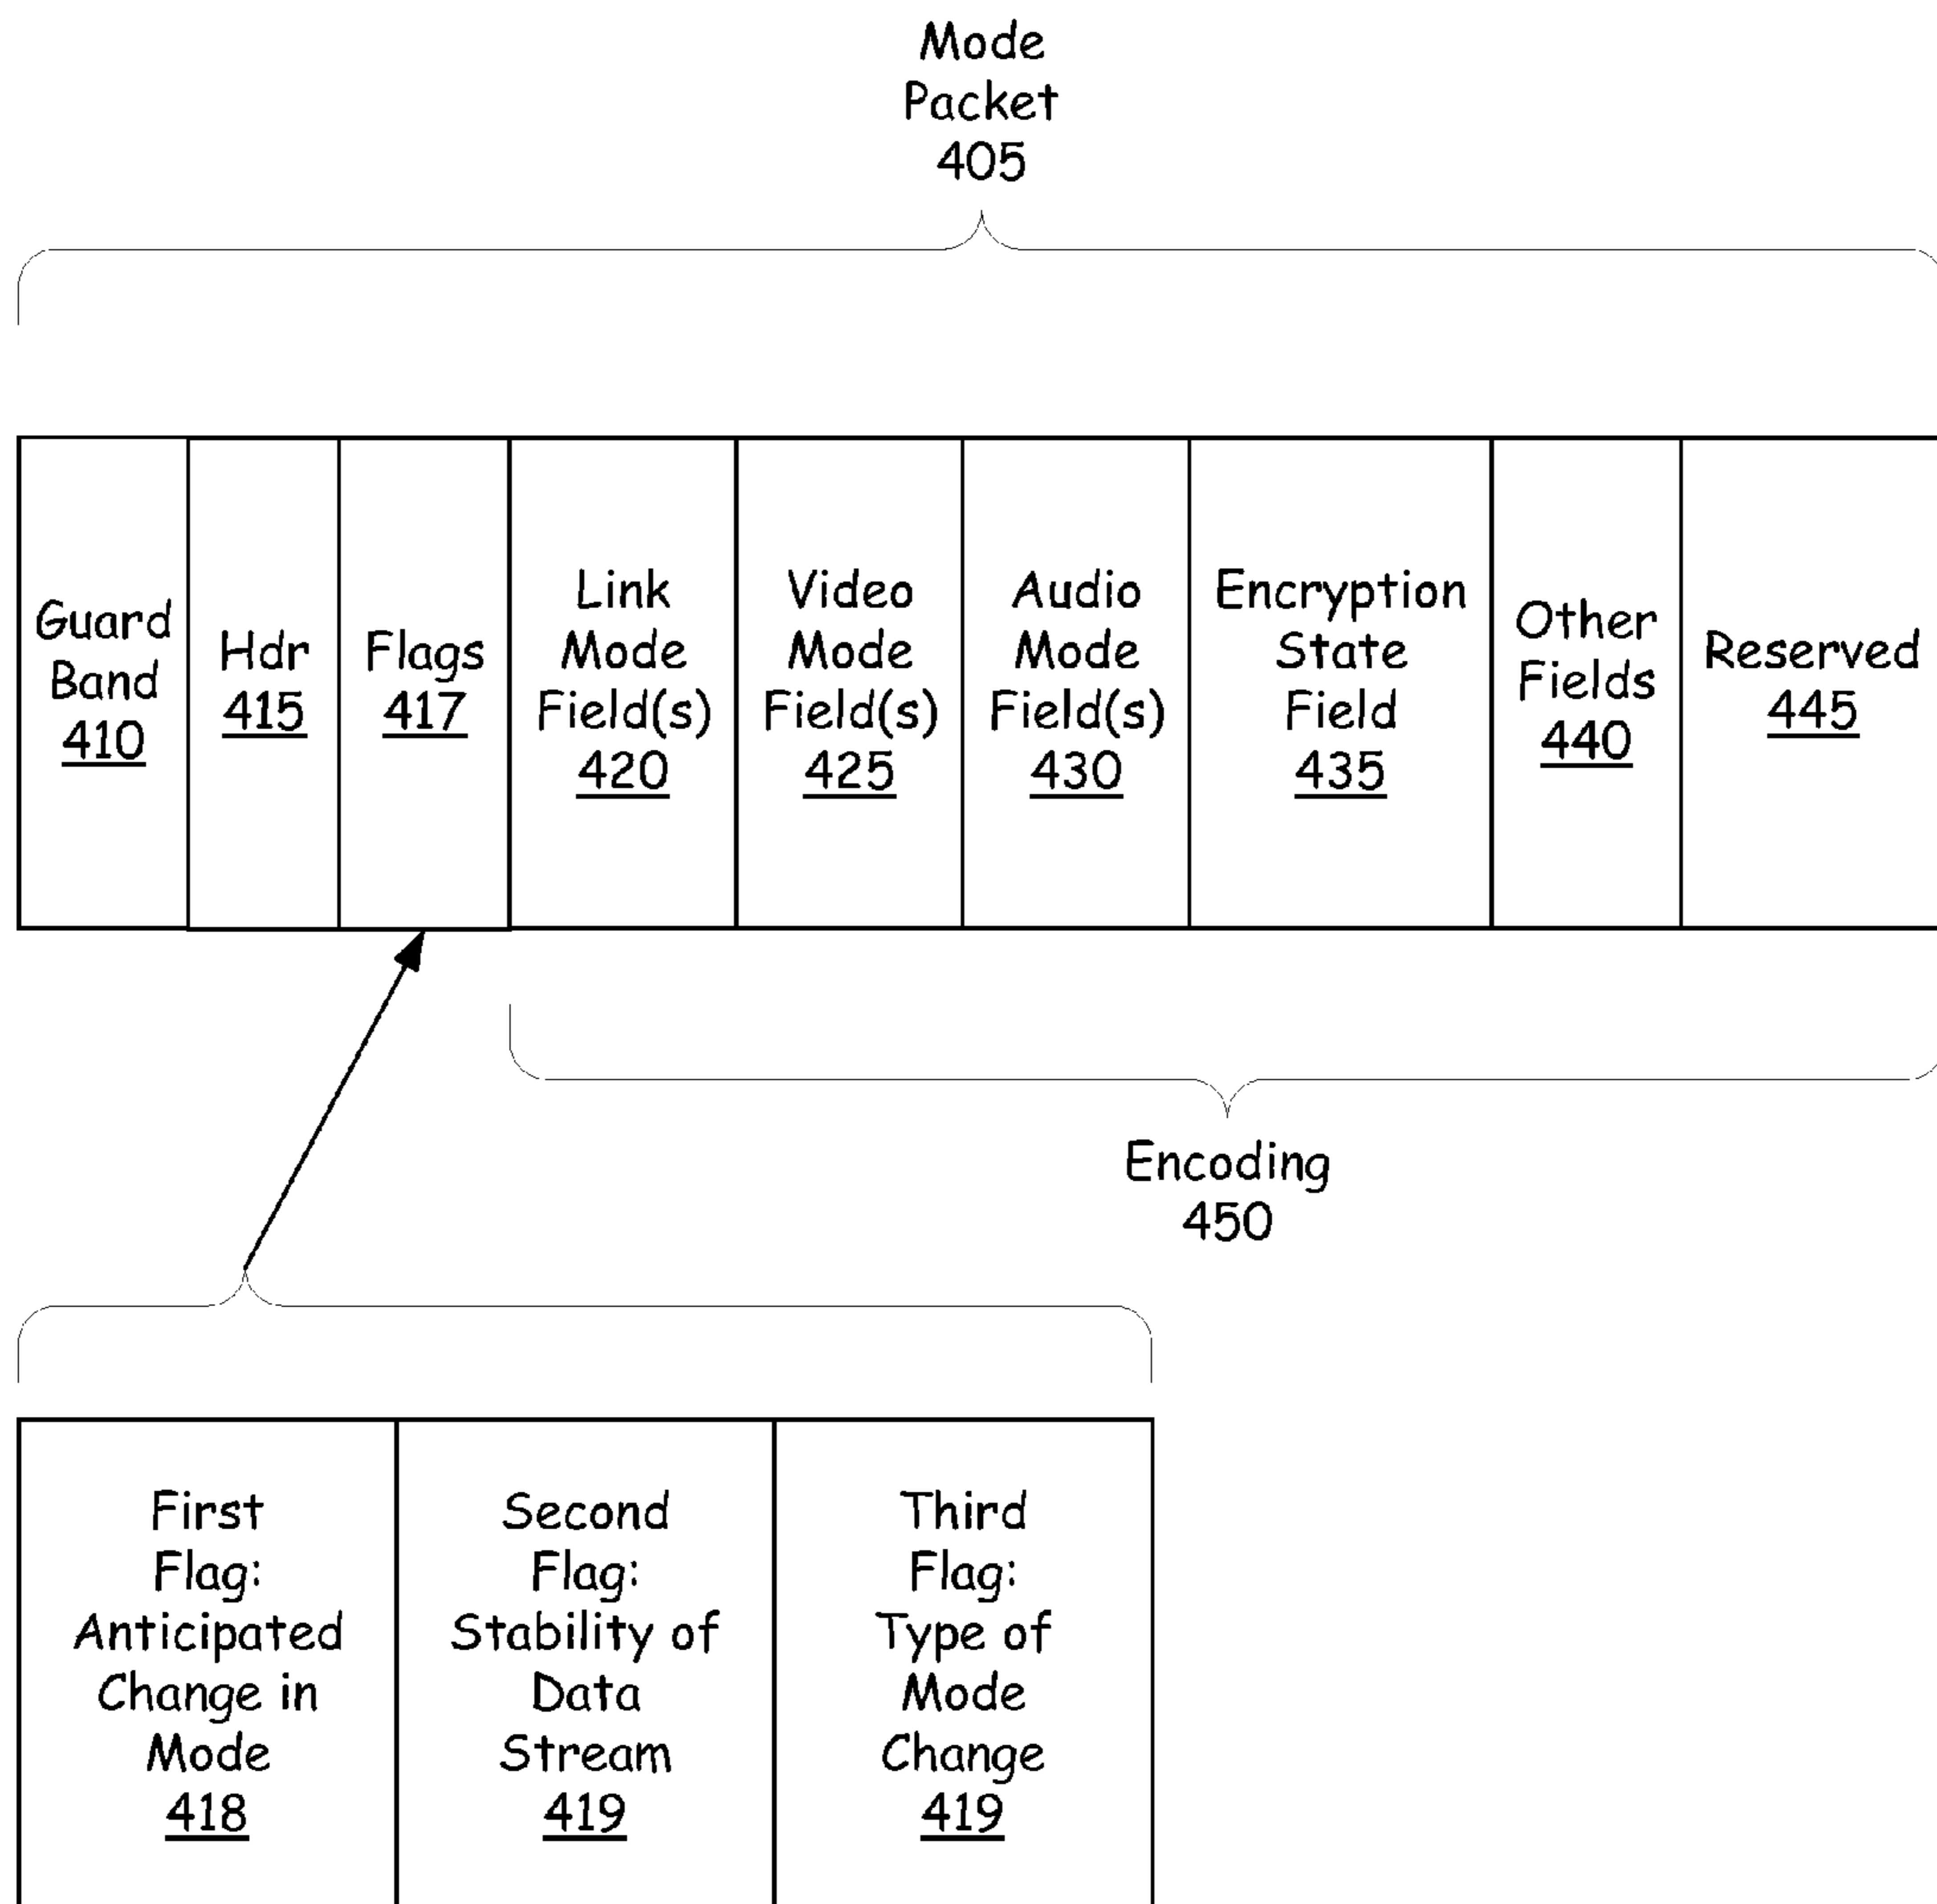 Mode
Packet
405
Guard
Band
410
Hdr
415
Flags
417
Link
Mode
Field(s)
420
Video
Mode
Field(s)
425
Audio
Mode
Field(s)
430
Encryption
State
Field
435
Other
Fields
440
Reserved
445
Encoding
450
First
Flag:
Anticipated
Change in
Mode
418
Second
Flag:
Stability of
Data
Stream
419
Third
Flag:
Type of
Mode
Change
419